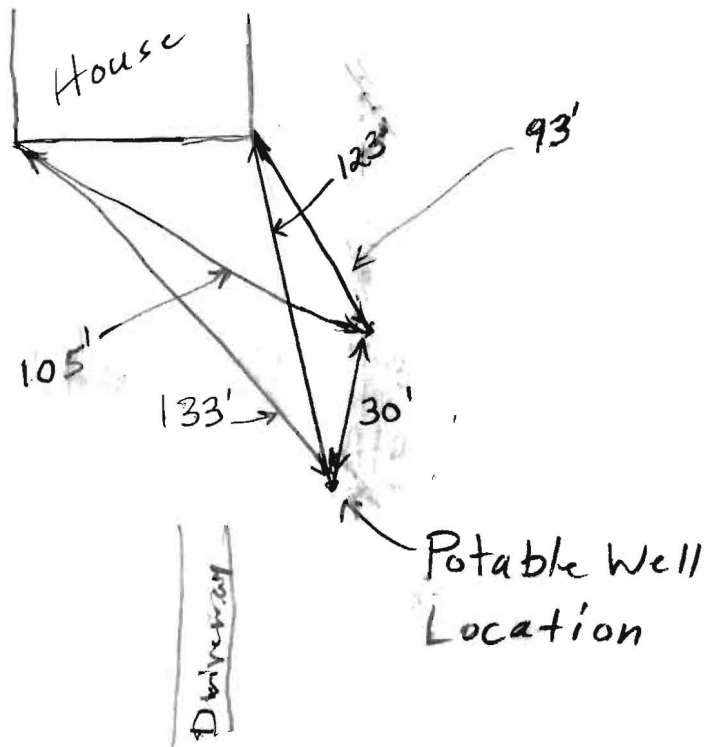 House
123'
93'
105'
133'
30'
Potable Well
Location
Driveway